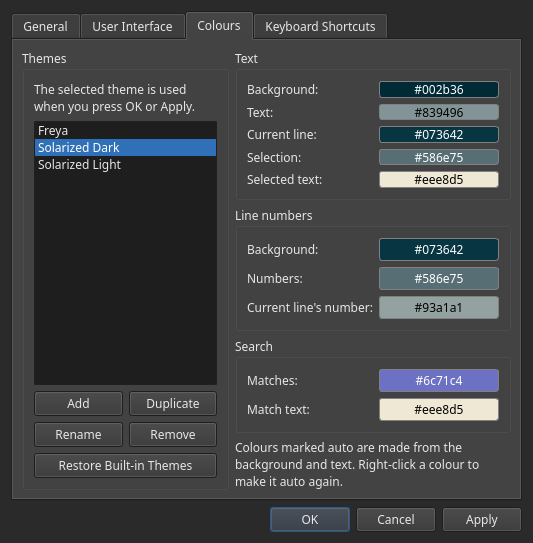 General
User Interface
Colours
Keyboard Shortcuts
Themes
The selected theme is used
when you press OK or Apply.
Freya
Solarized Dark
Solarized Light
Add
Duplicate
Rename
Remove
Restore Built-in Themes
Text
Background:
#002b36
Text:
#839496
Current line:
#073642
Selection:
#586e75
Selected text:
#eee8d5
Line numbers
Background:
#073642
Numbers:
#586e75
Current line's number:
#93a1a1
Search
Matches:
#6c71c4
Match text:
#eee8d5
Colours marked auto are made from the
background and text. Right-click a colour to
make it auto again.
OK
Cancel
Apply